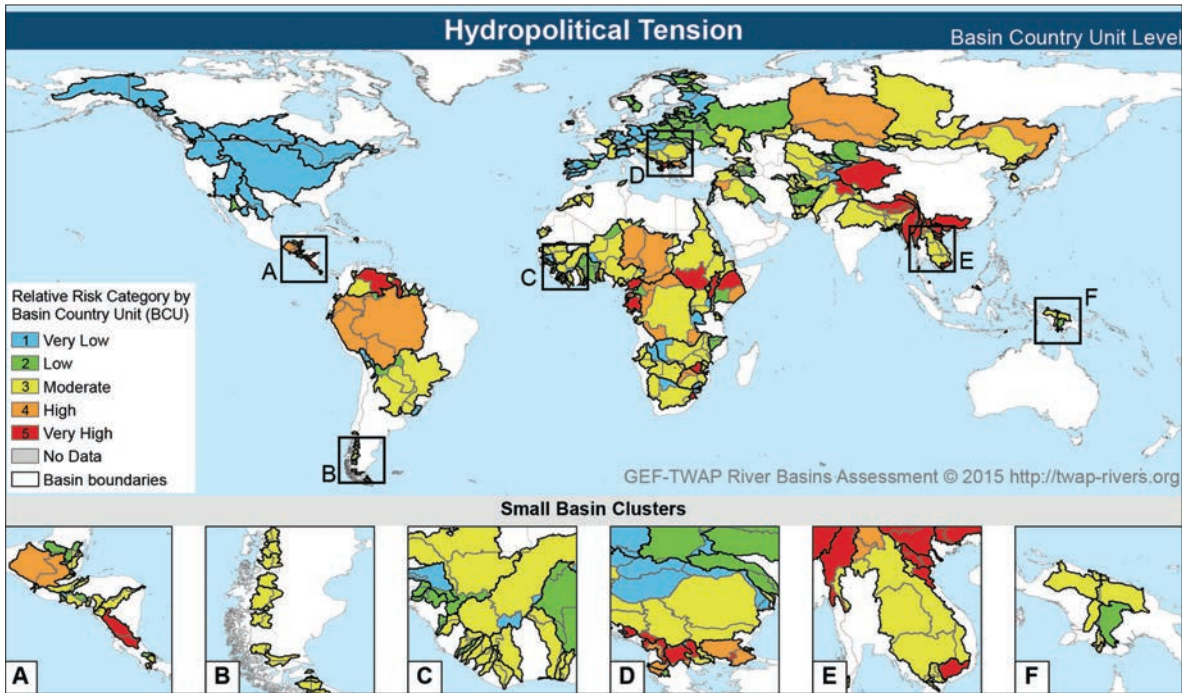 Hydropolitical Tension
Basin Country Unit Level
A
B
C
D
E
F
Relative Risk Category by
Basin Country Unit (BCU)
1 Very Low
2 Low
3 Moderate
4 High
5 Very High
No Data
Basin boundaries
GEF-TWAP River Basins Assessment © 2015 http://twap-rivers.org
Small Basin Clusters
A
B
C
D
E
F